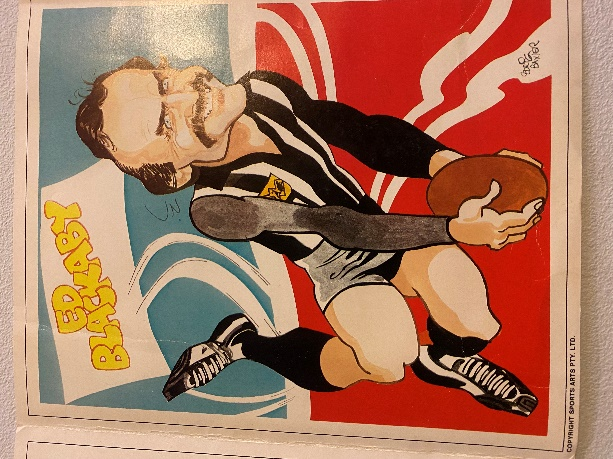 ED
BLACKABY
COPYRIGHT SPORTS ARTS PTY. LTD.